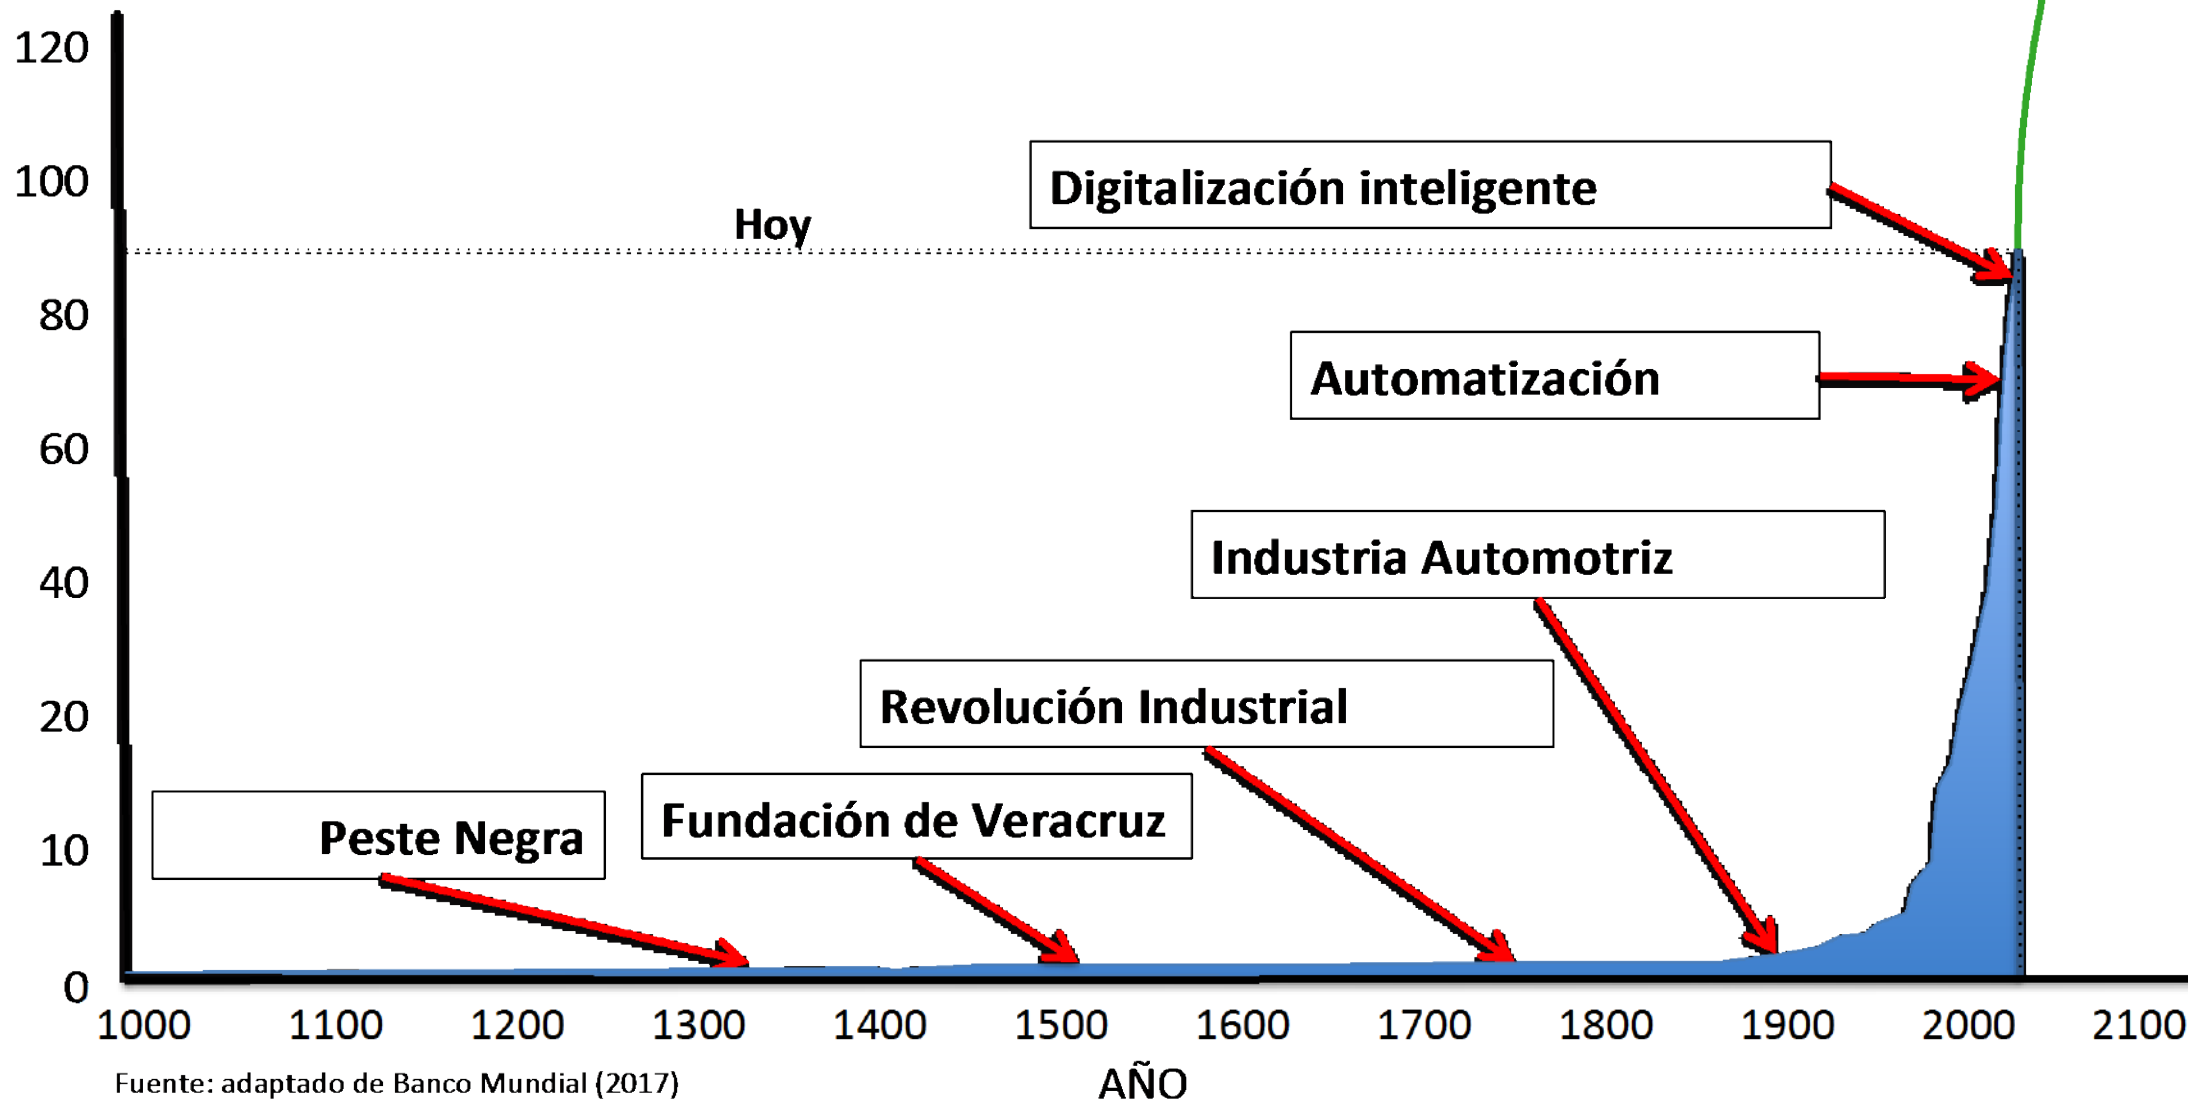 120
100
80
60
40
20
10
0
Hoy
Digitalización inteligente
Automatización
Industria Automotriz
Revolución Industrial
Fundación de Veracruz
Peste Negra
1000 1100 1200 1300 1400 1500 1600 1700 1800 1900 2000 2100
AÑO
Fuente: adaptado de Banco Mundial (2017)